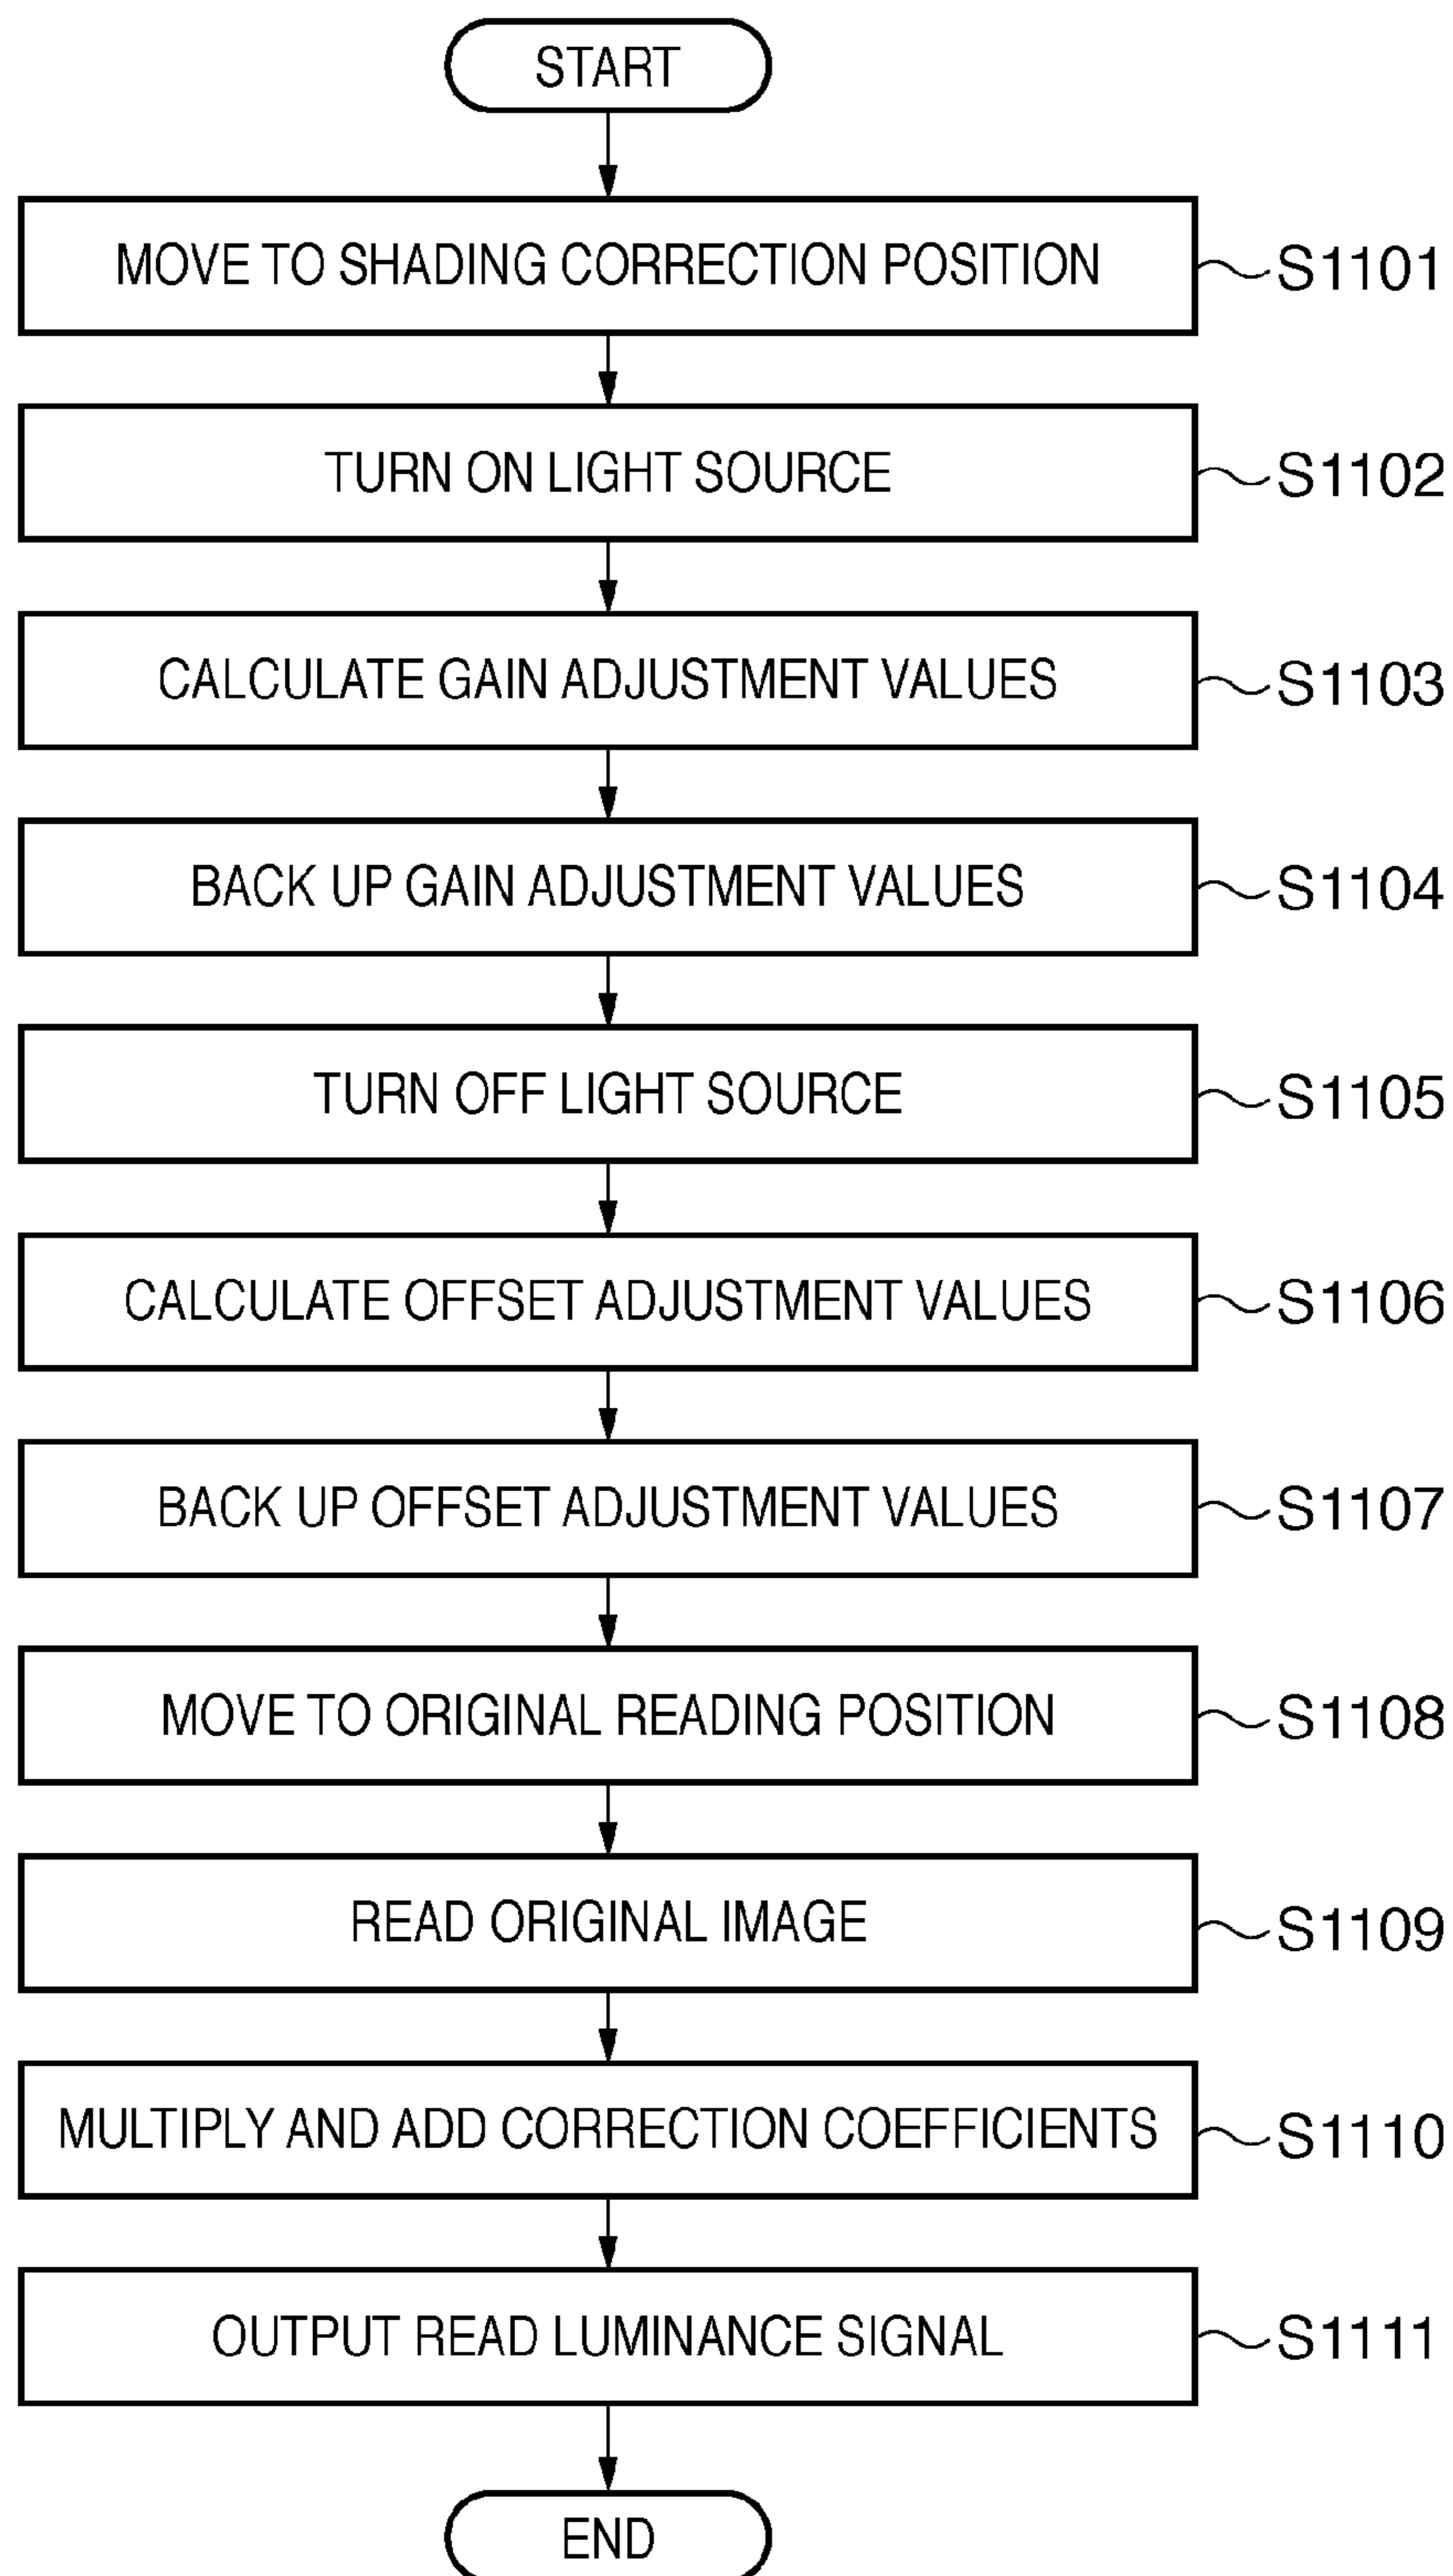 START
MOVE TO SHADING CORRECTION POSITION
S1101
TURN ON LIGHT SOURCE
S1102
CALCULATE GAIN ADJUSTMENT VALUES
S1103
BACK UP GAIN ADJUSTMENT VALUES
S1104
TURN OFF LIGHT SOURCE
S1105
CALCULATE OFFSET ADJUSTMENT VALUES
S1106
BACK UP OFFSET ADJUSTMENT VALUES
S1107
MOVE TO ORIGINAL READING POSITION
S1108
READ ORIGINAL IMAGE
S1109
MULTIPLY AND ADD CORRECTION COEFFICIENTS
S1110
OUTPUT READ LUMINANCE SIGNAL
S1111
END